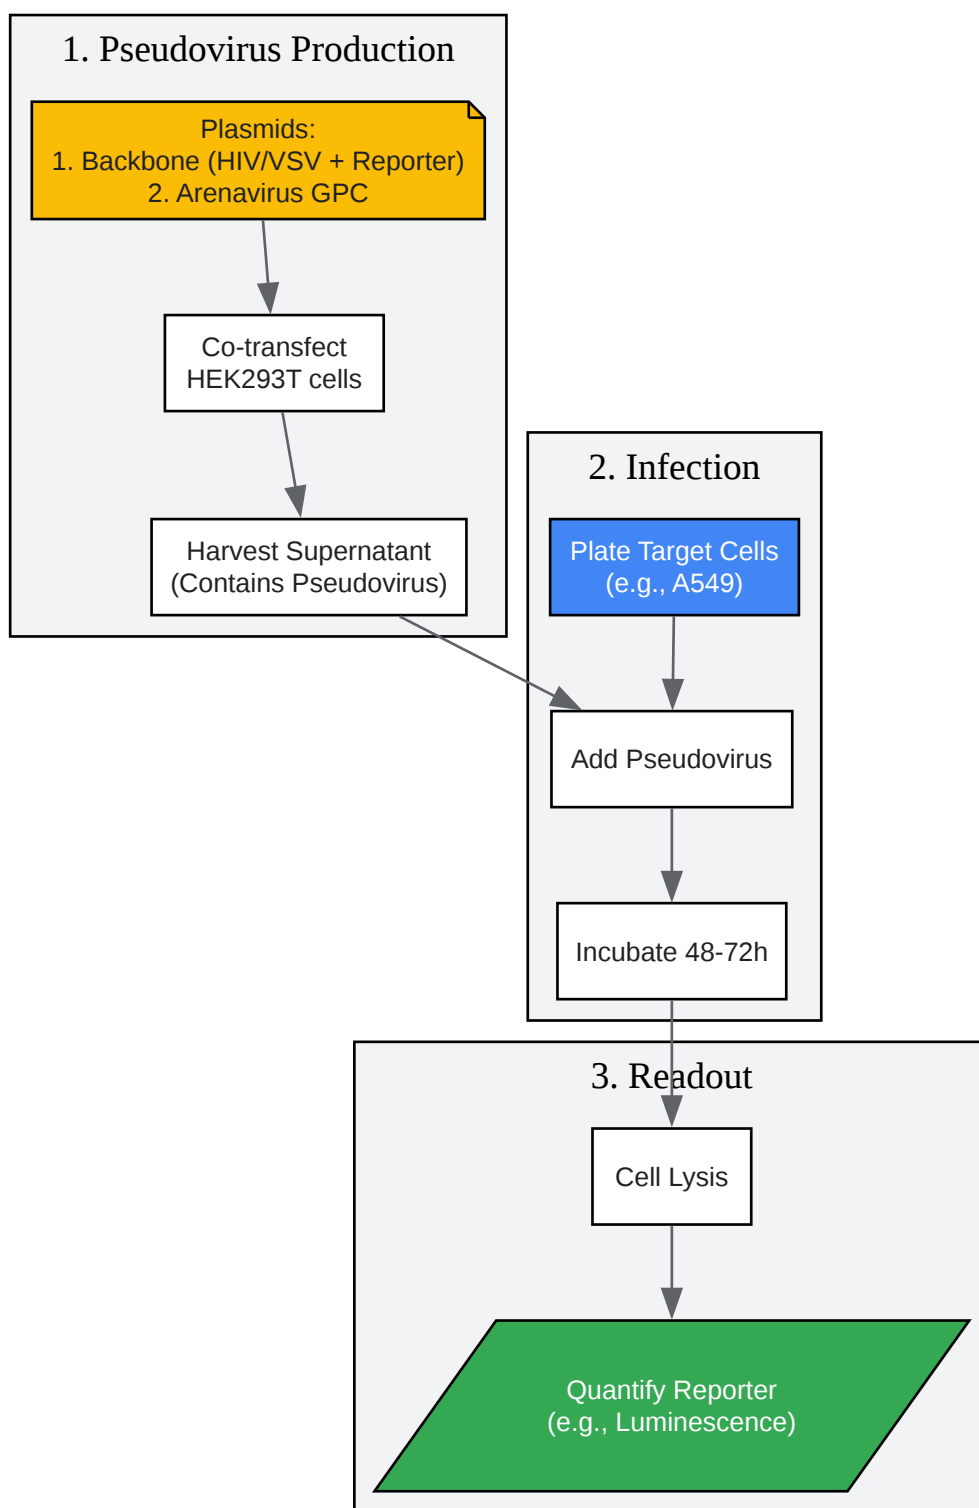 1. Pseudovirus Production
Plasmids:
1. Backbone (HIV/VSV + Reporter)
2. Arenavirus GPC
Co-transfect
HEK293T cells
Harvest Supernatant
(Contains Pseudovirus)
2. Infection
Plate Target Cells
(e.g., A549)
Add Pseudovirus
Incubate 48-72h
3. Readout
Cell Lysis
Quantify Reporter
(e.g., Luminescence)